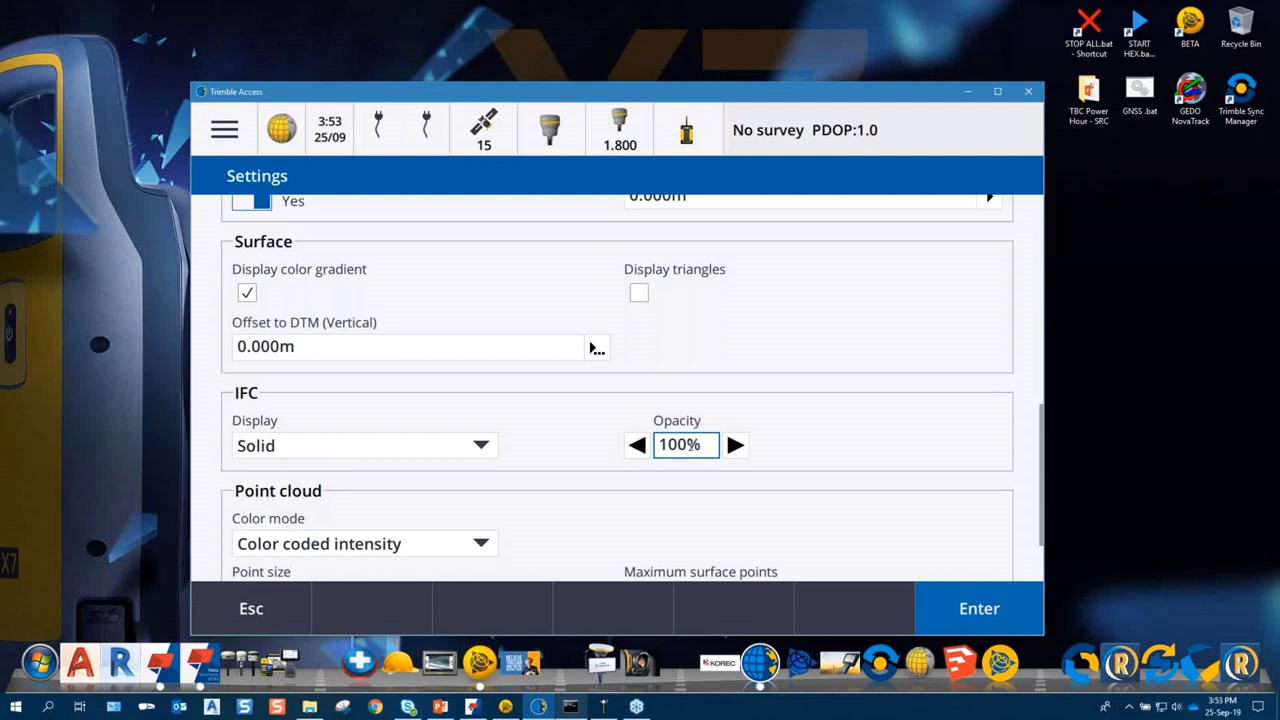 STOP ALL.bat - Shortcut
START HEX.ba...
BETA
Recycle Bin
TBC Power Hour - SRC
GNSS .bat
GEDO NovaTrack
Trimble Sync Manager
Trimble Access
3:53
25/09
15
1.800
No survey PDOP:1.0
Settings
Yes
0.000m
Surface
Display color gradient
Display triangles
Offset to DTM (Vertical)
0.000m
IFC
Display
Opacity
Solid
100%
Point cloud
Color mode
Color coded intensity
Point size
Maximum surface points
Esc
Enter
X7
KOREC
3:53 PM
25-Sep-19